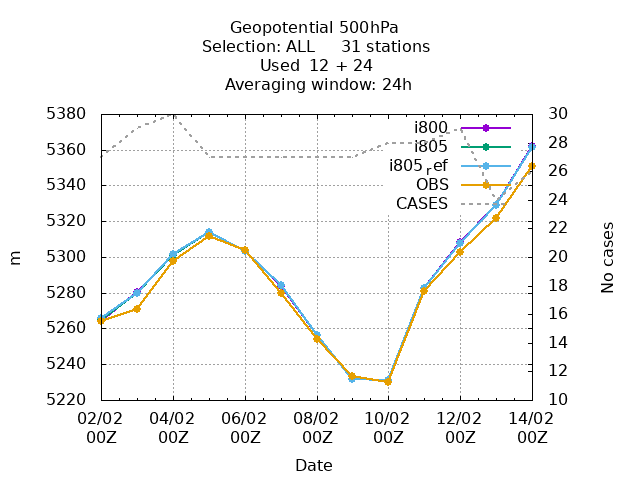 Geopotential 500hPa
Selection: ALL     31 stations
Used  12 + 24
Averaging window: 24h
5380
5360
5340
5320
5300
5280
5260
5240
5220
m
30
28
26
24
22
20
18
16
14
12
10
No cases
i800
i805
i805_ref
OBS
CASES
02/02 04/02 06/02 08/02 10/02 12/02 14/02
00Z 00Z 00Z 00Z 00Z 00Z 00Z
Date